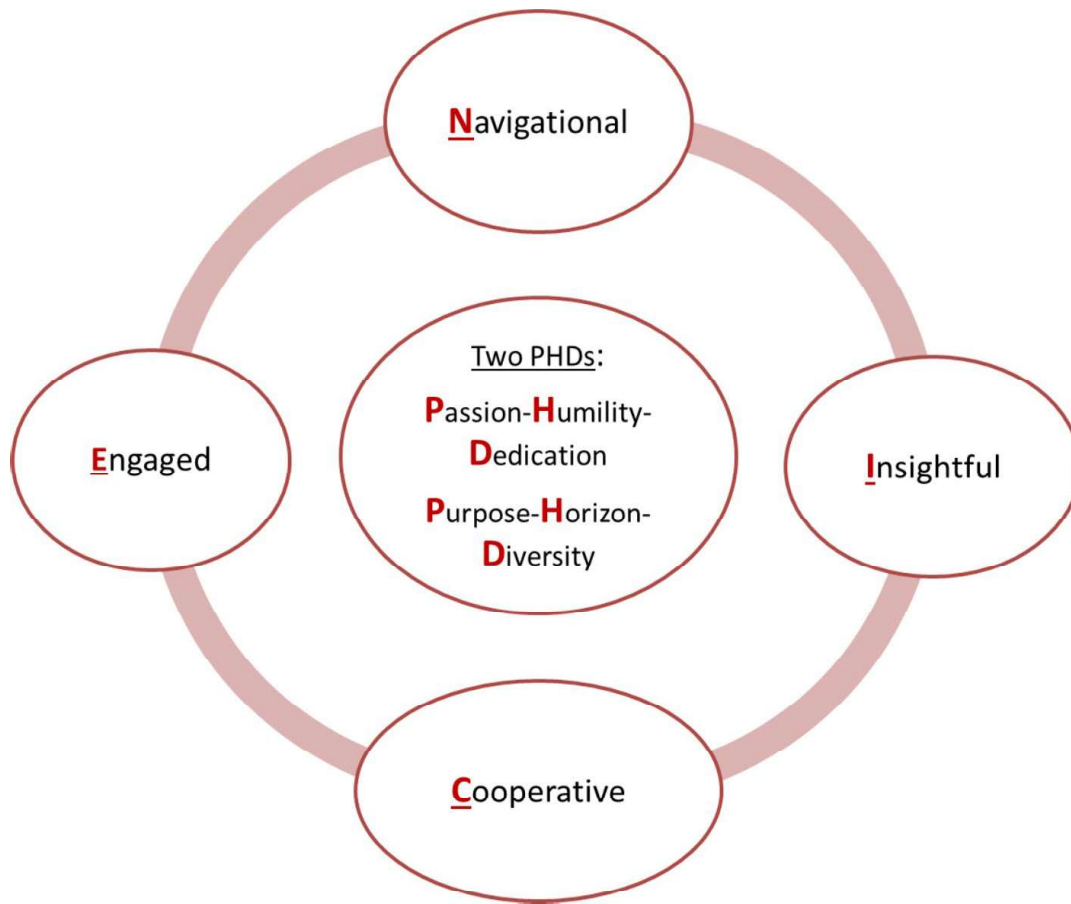 Navigational
Two PHDs:
Passion-Humility-
Dedication
Purpose-Horizon-
Diversity
Engaged
Insightful
Cooperative